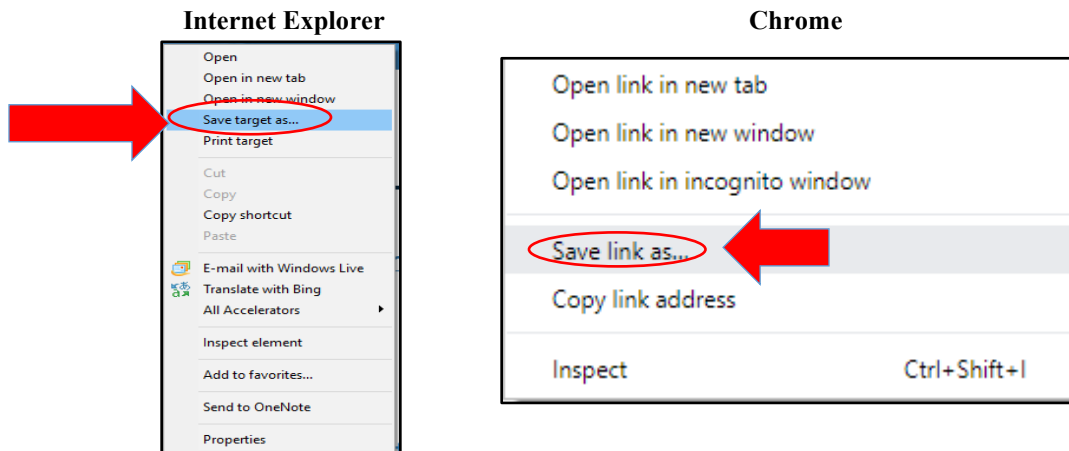 Internet Explorer
Open
Open in new tab
Open in new window
Save target as...
Print target
Cut
Copy
Copy shortcut
Paste
E-mail with Windows Live
Translate with Bing
All Accelerators
Inspect element
Add to favorites...
Send to OneNote
Properties
Chrome
Open link in new tab
Open link in new window
Open link in incognito window
Save link as...
Copy link address
Inspect Ctrl+Shift+I